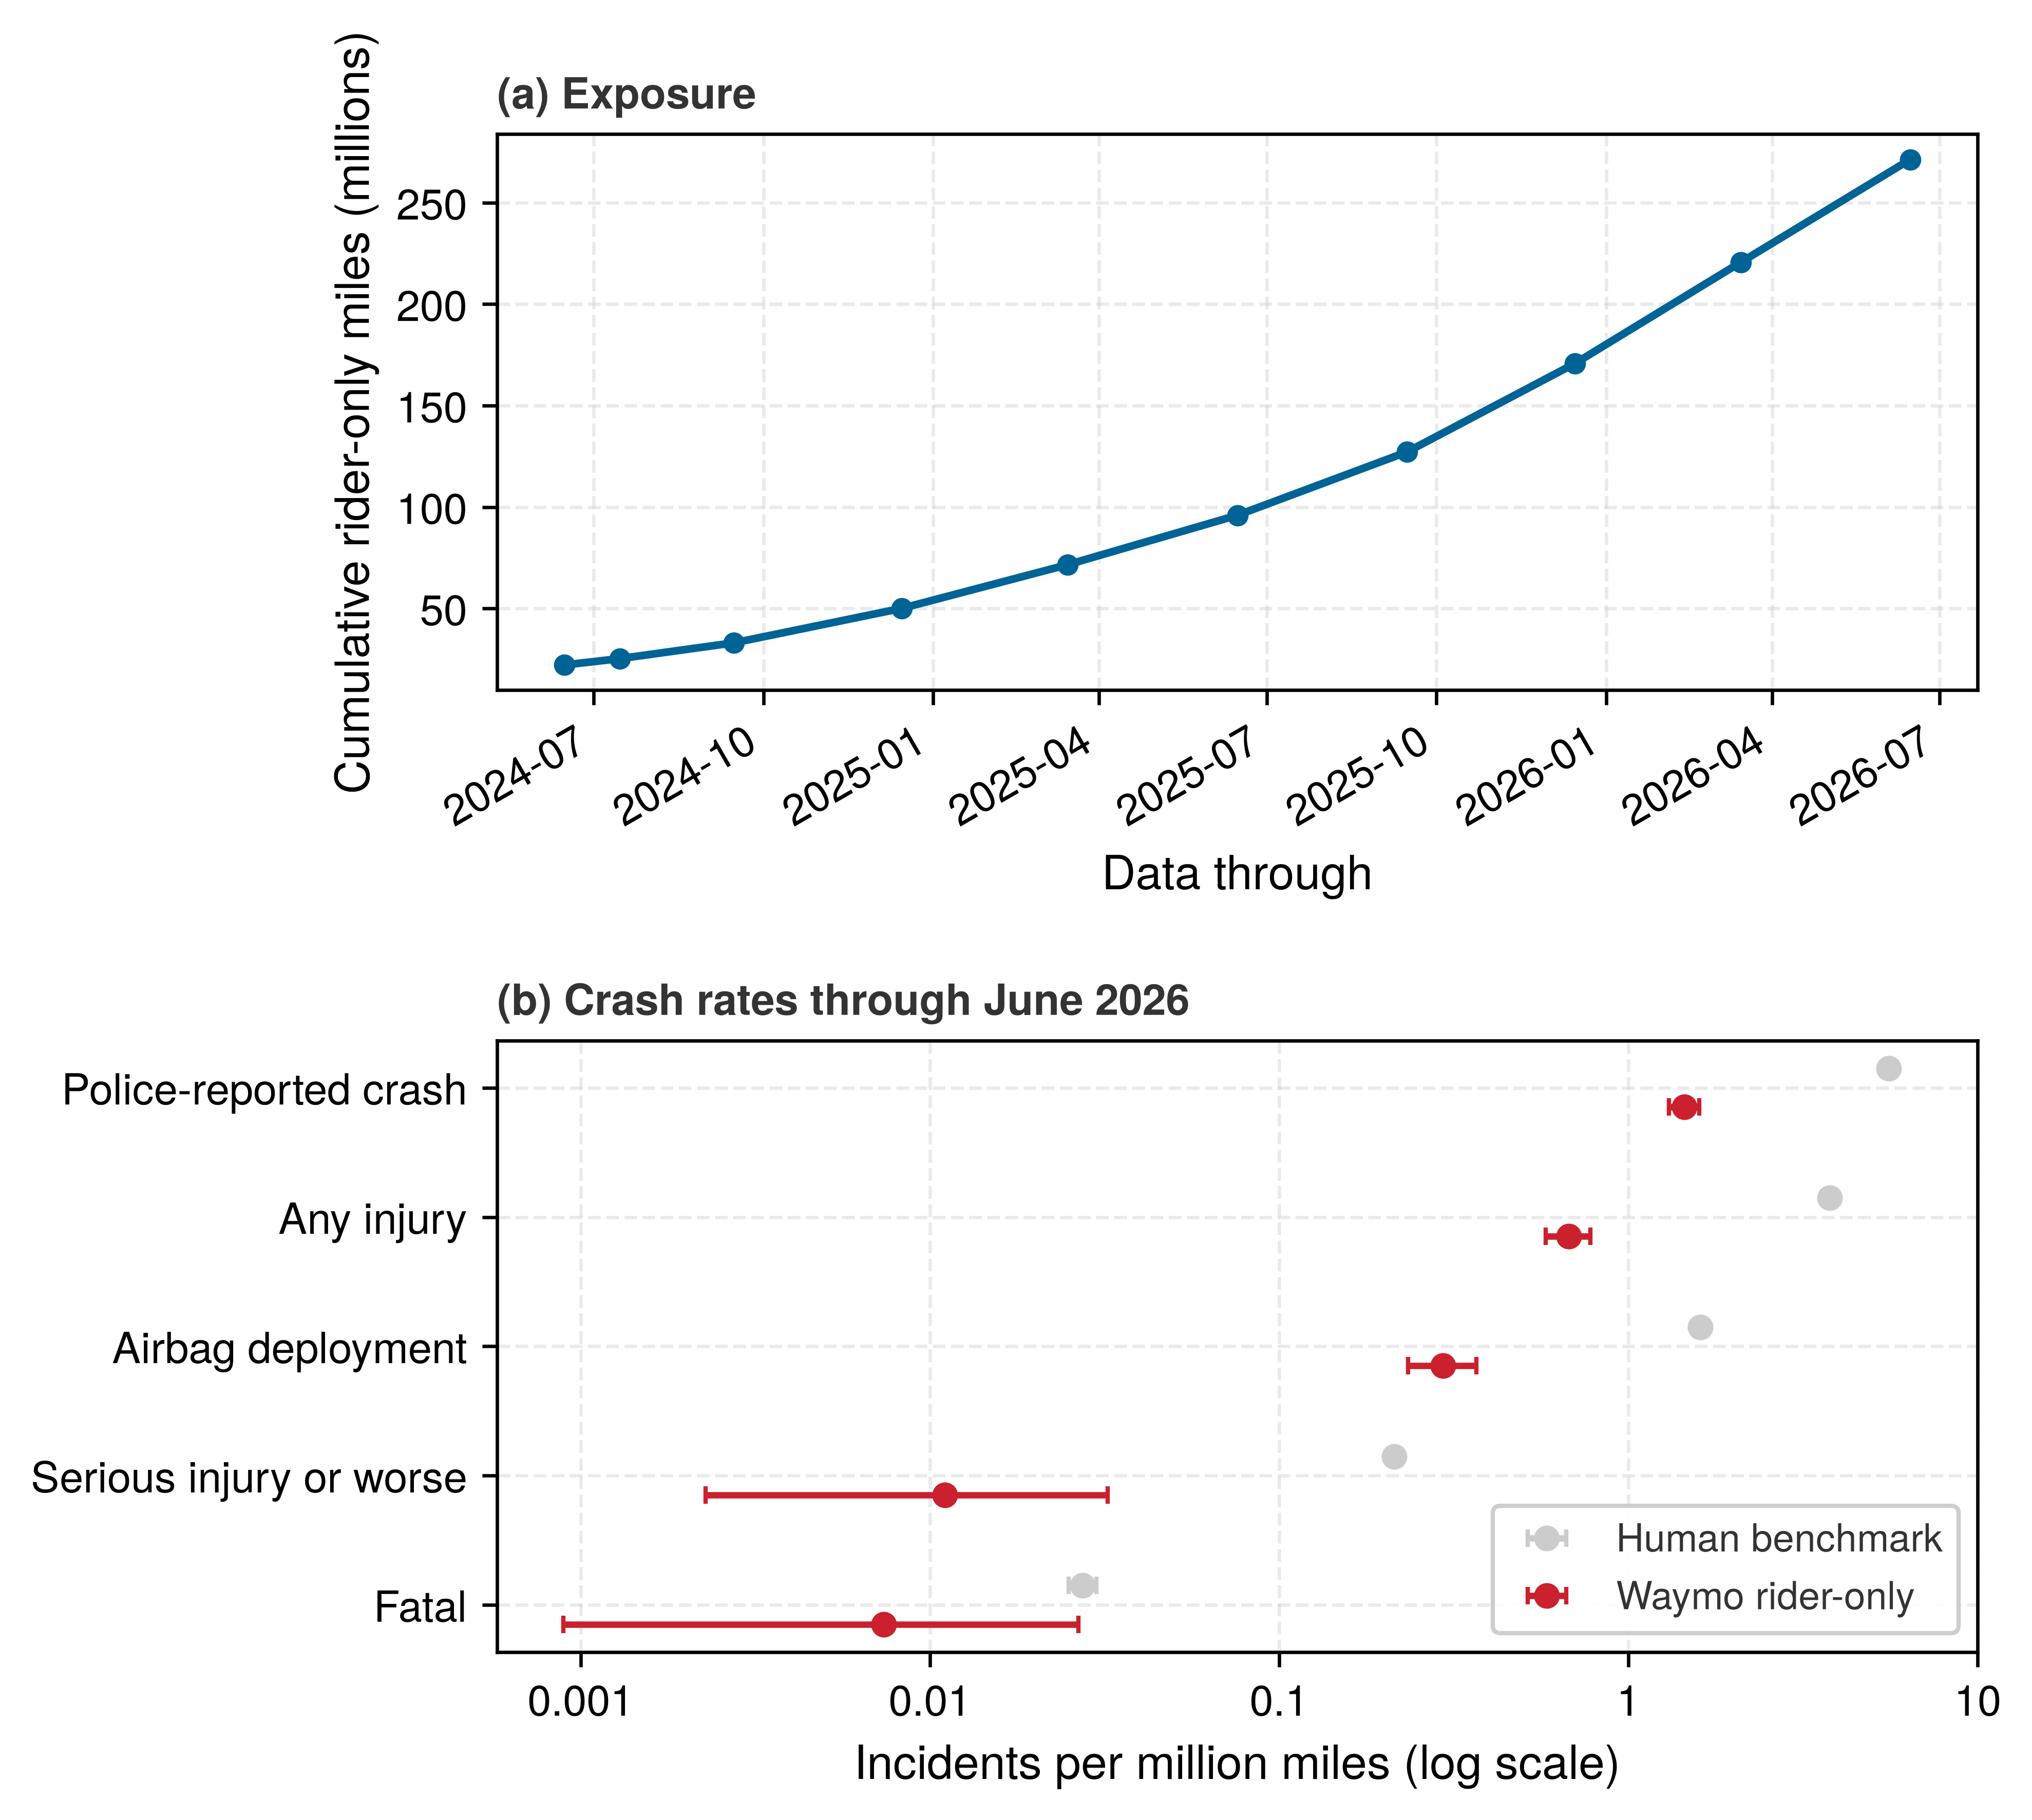 (a) Exposure
Cumulative rider-only miles (millions)
250
200
150
100
50
2024-07
2024-10
2025-01
2025-04
2025-07
2025-10
2026-01
2026-04
2026-07
Data through
(b) Crash rates through June 2026
Police-reported crash
Any injury
Airbag deployment
Serious injury or worse
Fatal
Human benchmark
Waymo rider-only
0.001
0.01
0.1
1
10
Incidents per million miles (log scale)